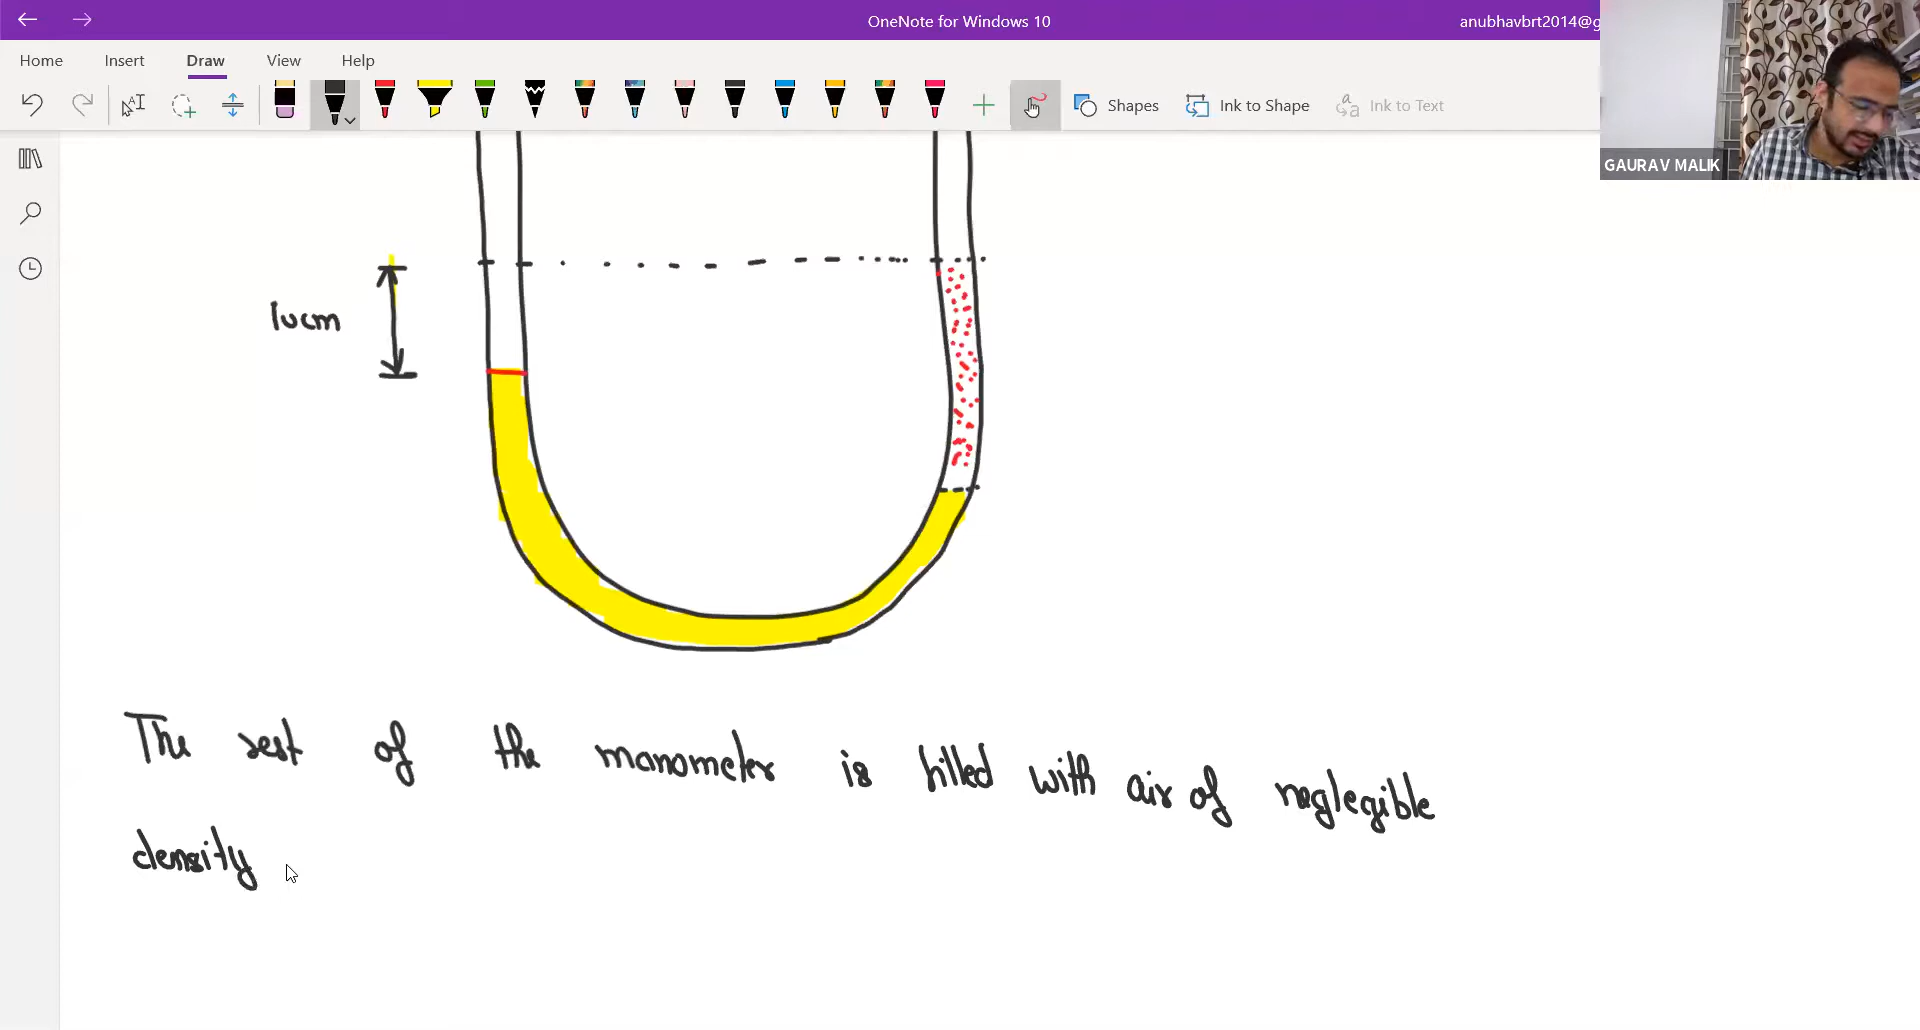 OneNote for Windows 10
anubhavbrt2014@g
Home Insert Draw View Help
Shapes Ink to Shape Ink to Text
GAURAV MALIK
10cm
The rest of the manometer is filled with air of neglegible
density